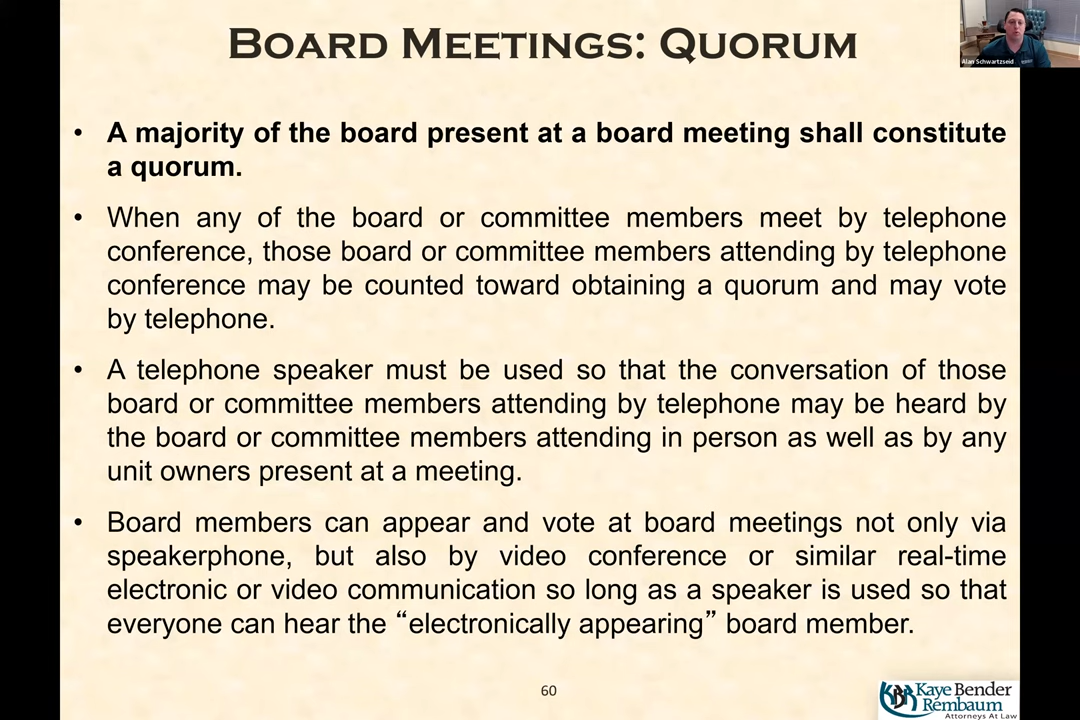 BOARD MEETINGS: QUORUM
Alan Schwartzseid
• A majority of the board present at a board meeting shall constitute
a quorum.
• When any of the board or committee members meet by telephone
conference, those board or committee members attending by telephone
conference may be counted toward obtaining a quorum and may vote
by telephone.
• A telephone speaker must be used so that the conversation of those
board or committee members attending by telephone may be heard by
the board or committee members attending in person as well as by any
unit owners present at a meeting.
• Board members can appear and vote at board meetings not only via
speakerphone, but also by video conference or similar real-time
electronic or video communication so long as a speaker is used so that
everyone can hear the “electronically appearing” board member.
60
KBR Kaye Bender
Rembaum
Attorneys At Law